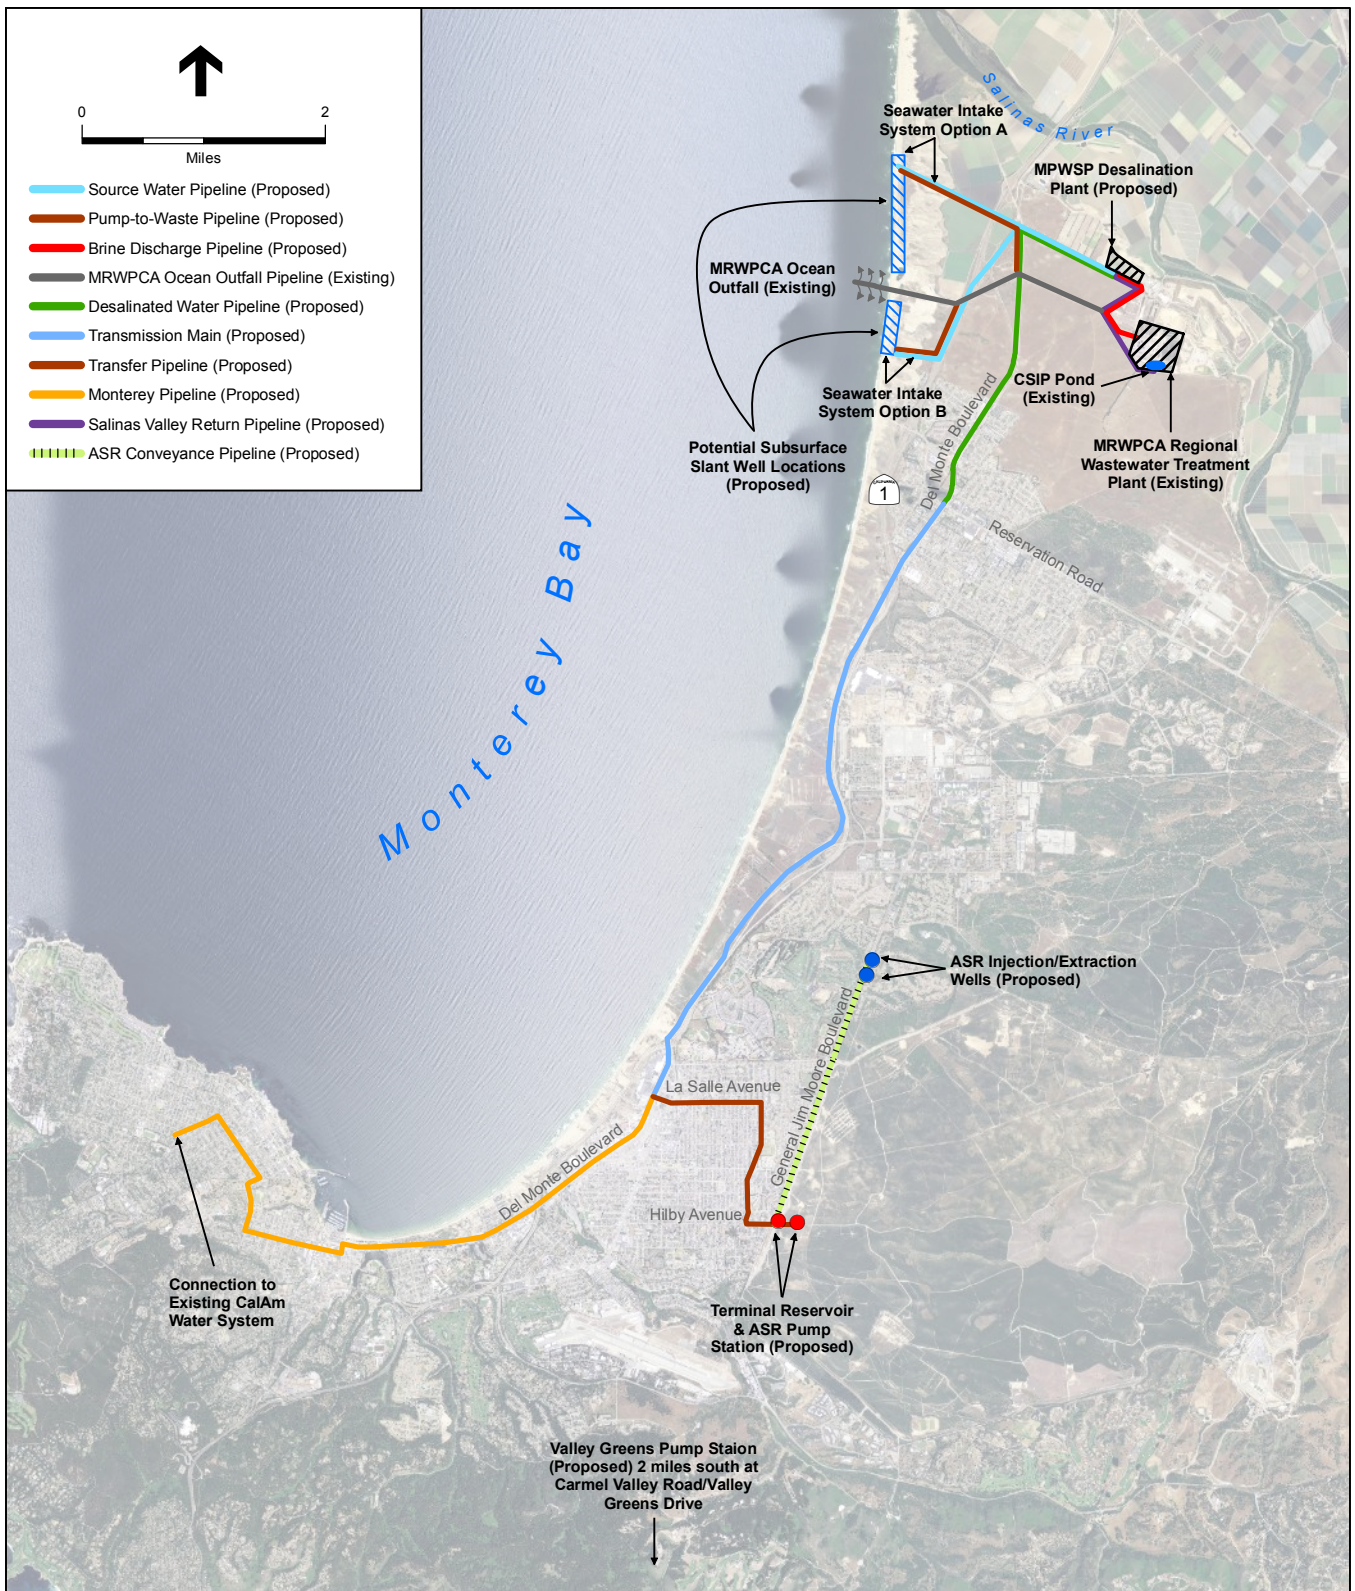 0
2
Miles
Source Water Pipeline (Proposed)
Pump-to-Waste Pipeline (Proposed)
Brine Discharge Pipeline (Proposed)
MRWPCA Ocean Outfall Pipeline (Existing)
Desalinated Water Pipeline (Proposed)
Transmission Main (Proposed)
Transfer Pipeline (Proposed)
Monterey Pipeline (Proposed)
Salinas Valley Return Pipeline (Proposed)
ASR Conveyance Pipeline (Proposed)
Salinas River
Seawater Intake
System Option A
MPWSP Desalination
Plant (Proposed)
MRWPCA Ocean
Outfall (Existing)
Seawater Intake
System Option B
CSIP Pond
(Existing)
Potential Subsurface
Slant Well Locations
(Proposed)
MRWPCA Regional
Wastewater Treatment
Plant (Existing)
CALIFORNIA
1
Del Monte Boulevard
Reservation Road
Monterey Bay
ASR Injection/Extraction
Wells (Proposed)
General Jim Moore Boulevard
La Salle Avenue
Del Monte Boulevard
Hilby Avenue
Connection to
Existing CalAm
Water System
Terminal Reservoir
& ASR Pump
Station (Proposed)
Valley Greens Pump Staion
(Proposed) 2 miles south at
Carmel Valley Road/Valley
Greens Drive